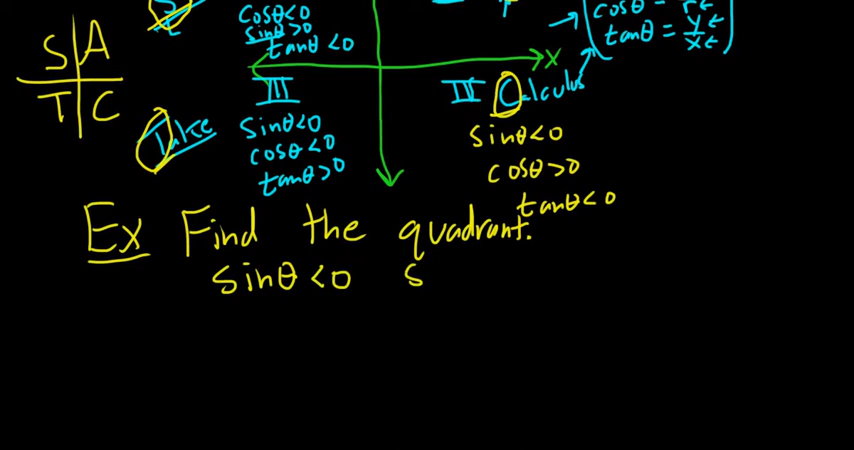 cosθ<0
sinθ>0
tanθ<0
cosθ = r
tanθ = y/x
S A
T C
x
III
IV Calculus
Take
sinθ<0
cosθ<0
tanθ>0
sinθ<0
cosθ>0
tanθ<0
Ex Find the quadrant.
sinθ<0 s